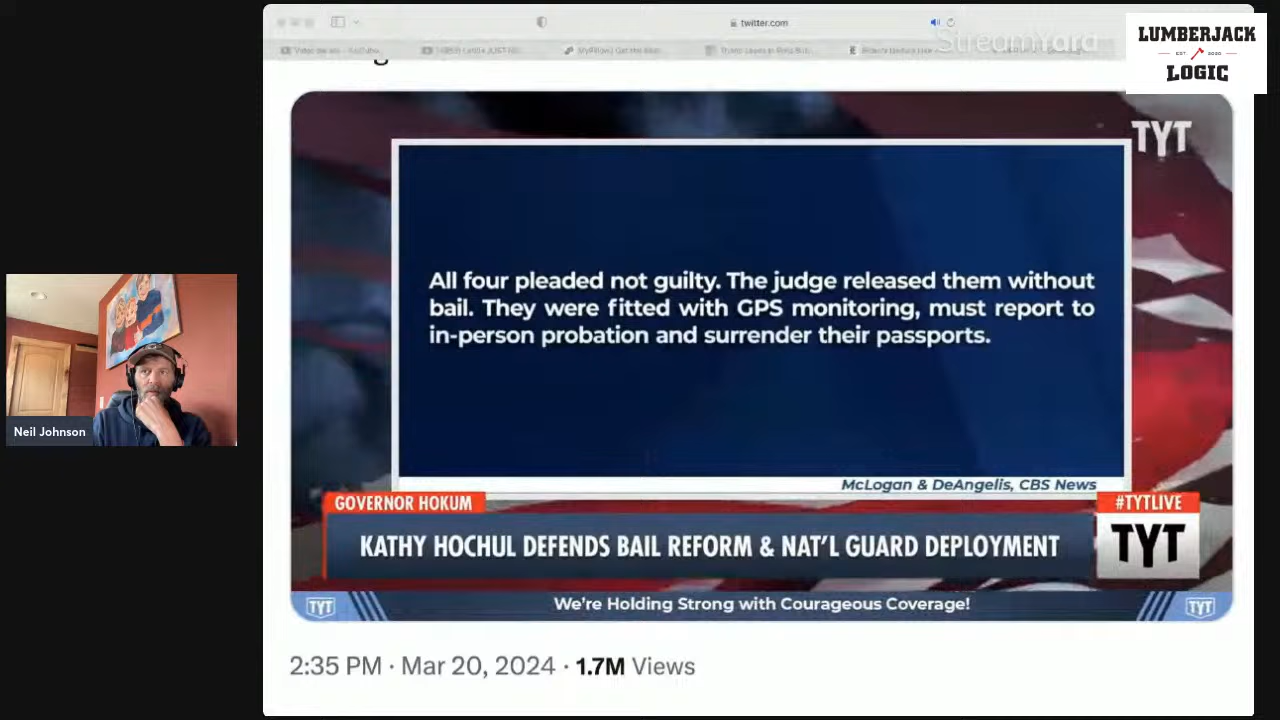 twitter.com
StreamYard
LUMBERJACK
EST. 2020
LOGIC
TYT
All four pleaded not guilty. The judge released them without
bail. They were fitted with GPS monitoring, must report to
in-person probation and surrender their passports.
McLogan & DeAngelis, CBS News
GOVERNOR HOKUM
#TYTLIVE
KATHY HOCHUL DEFENDS BAIL REFORM & NAT'L GUARD DEPLOYMENT
TYT
TYT
We're Holding Strong with Courageous Coverage!
TYT
2:35 PM · Mar 20, 2024 · 1.7M Views
Neil Johnson